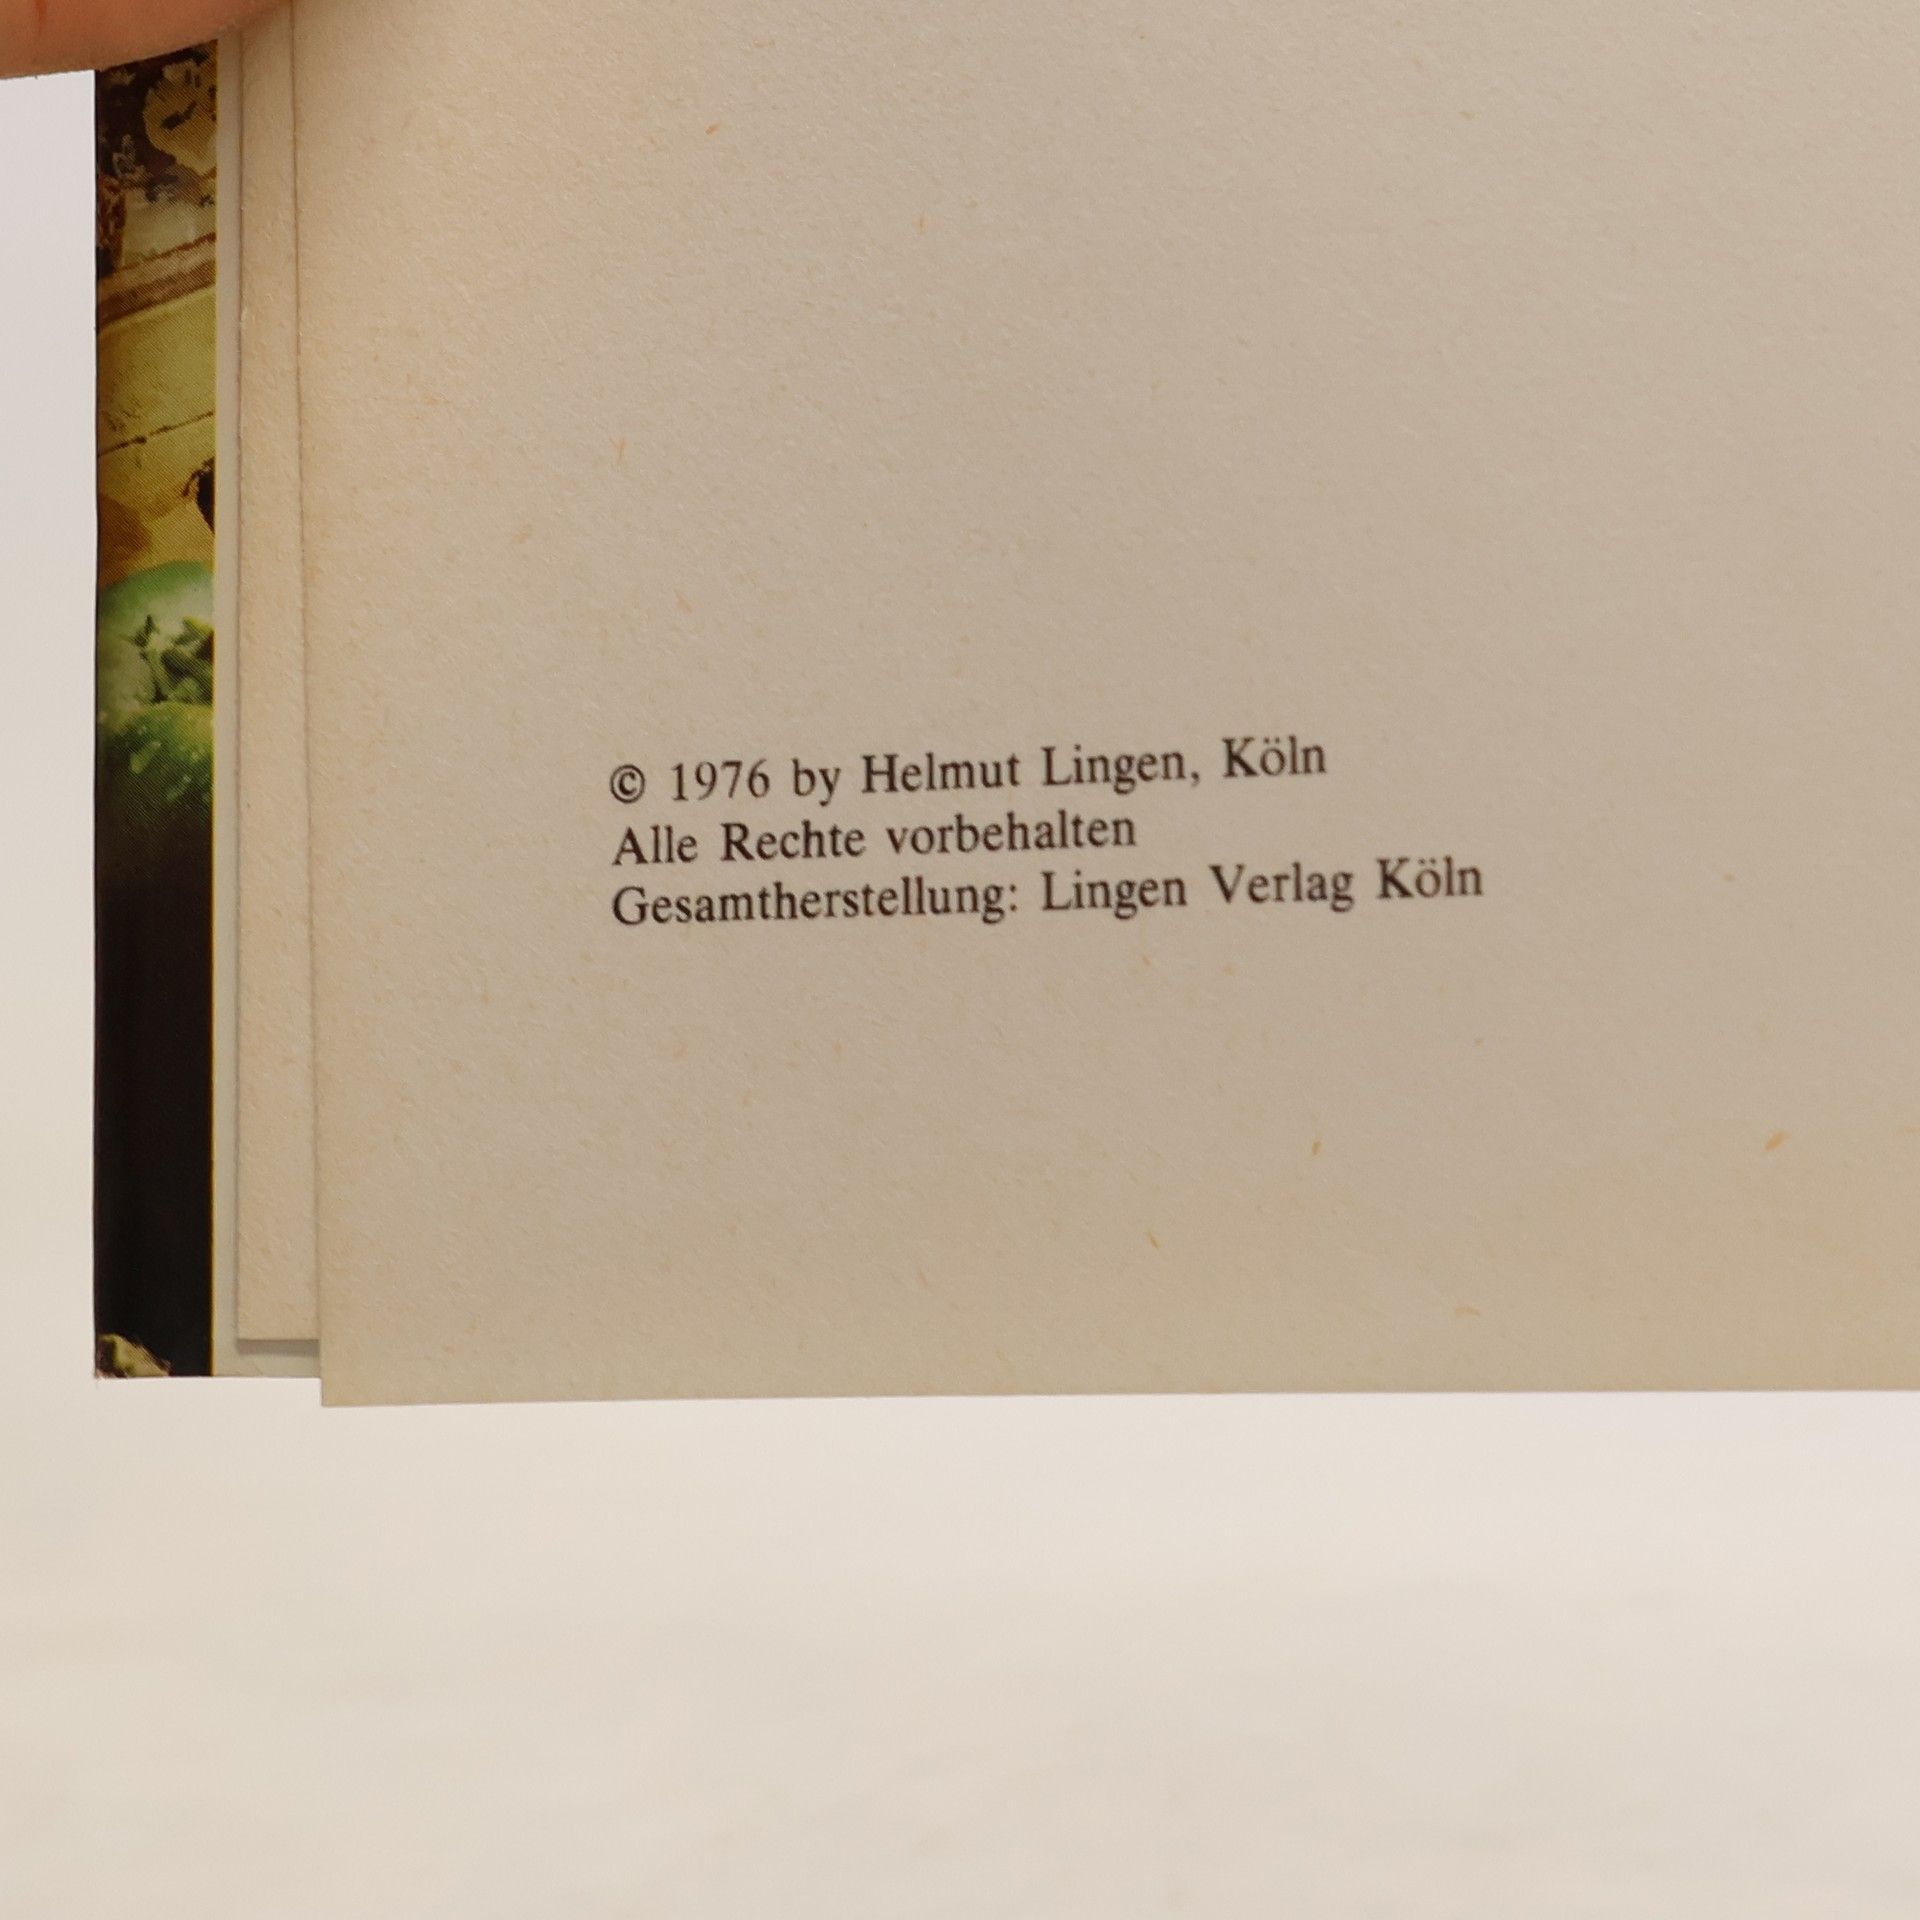 © 1976 by Helmut Lingen, Köln
Alle Rechte vorbehalten
Gesamtherstellung: Lingen Verlag Köln